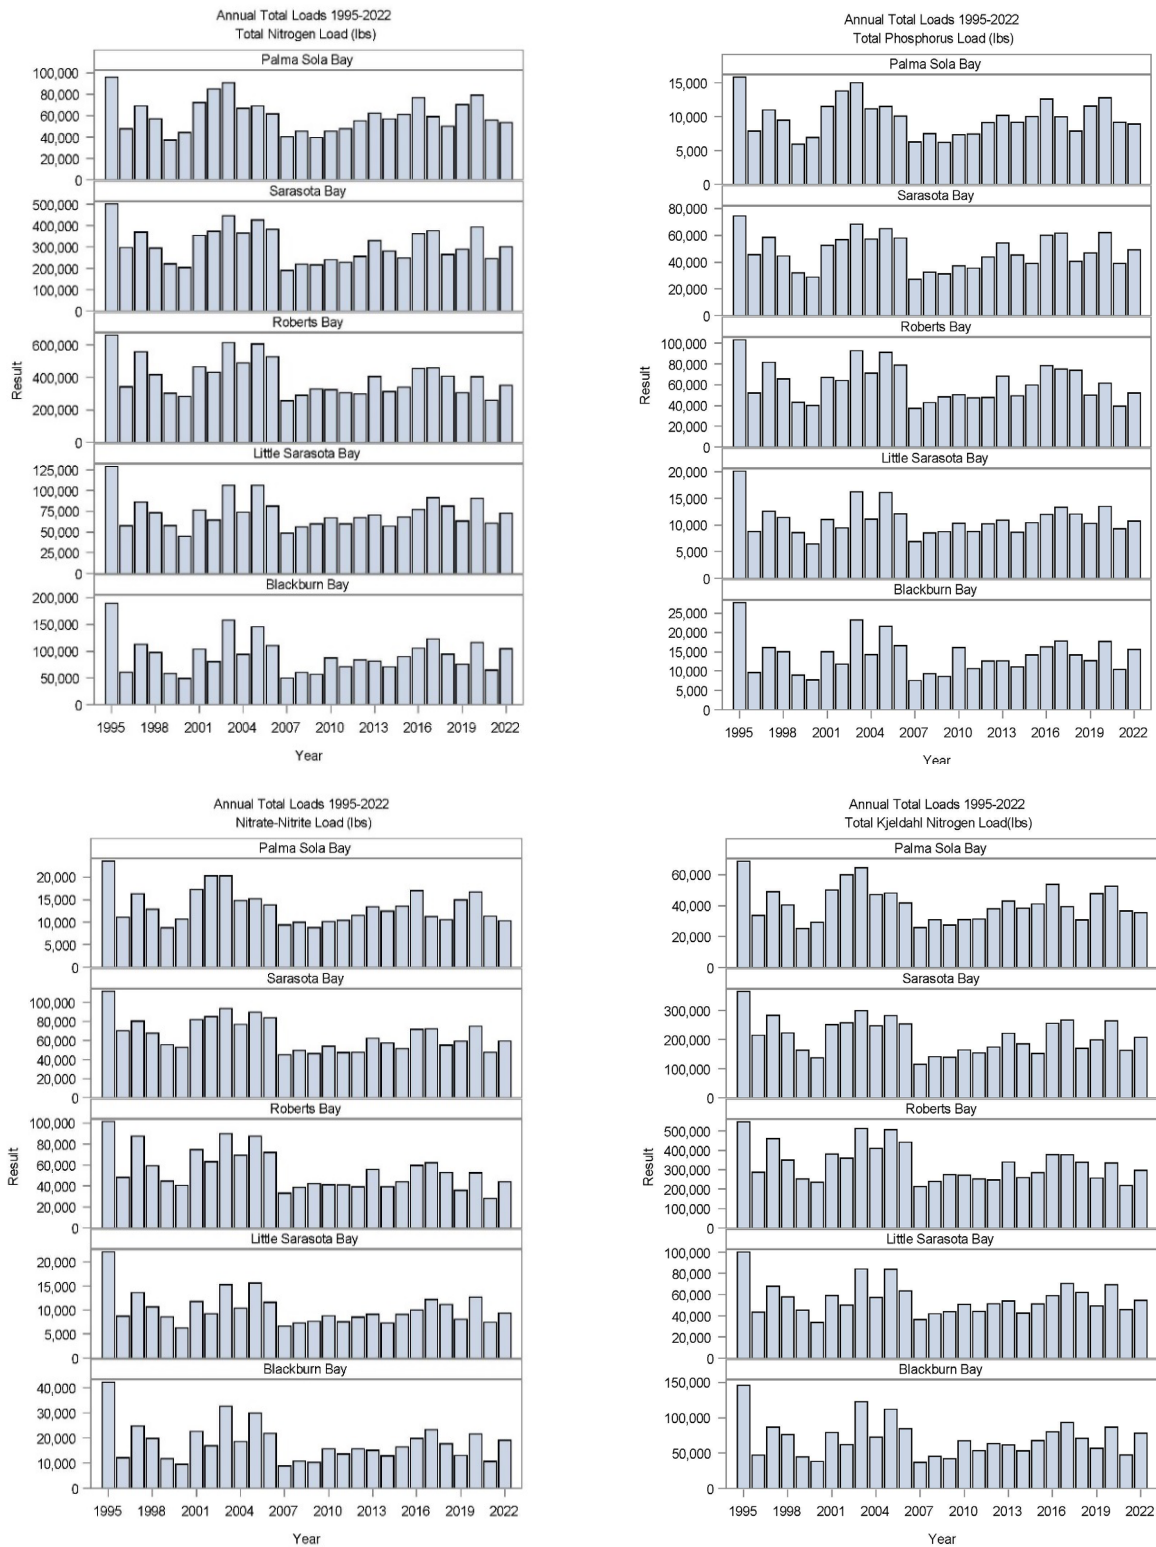 Annual Total Loads 1995-2022
Total Nitrogen Load (lbs)
Palma Sola Bay
100,000
80,000
60,000
40,000
20,000
0
Sarasota Bay
500,000
400,000
300,000
200,000
100,000
0
Roberts Bay
600,000
400,000
200,000
0
Little Sarasota Bay
125,000
100,000
75,000
50,000
25,000
0
Blackburn Bay
200,000
150,000
100,000
50,000
0
Result
1995 1998 2001 2004 2007 2010 2013 2016 2019 2022
Year
Annual Total Loads 1995-2022
Total Phosphorus Load (lbs)
Palma Sola Bay
15,000
10,000
5,000
0
Sarasota Bay
80,000
60,000
40,000
20,000
0
Roberts Bay
100,000
80,000
60,000
40,000
20,000
0
Little Sarasota Bay
20,000
15,000
10,000
5,000
0
Blackburn Bay
25,000
20,000
15,000
10,000
5,000
0
Result
1995 1998 2001 2004 2007 2010 2013 2016 2019 2022
Year
Annual Total Loads 1995-2022
Nitrate-Nitrite Load (lbs)
Palma Sola Bay
20,000
15,000
10,000
5,000
0
Sarasota Bay
100,000
80,000
60,000
40,000
20,000
0
Roberts Bay
100,000
80,000
60,000
40,000
20,000
0
Little Sarasota Bay
20,000
15,000
10,000
5,000
0
Blackburn Bay
40,000
30,000
20,000
10,000
0
Result
1995 1998 2001 2004 2007 2010 2013 2016 2019 2022
Year
Annual Total Loads 1995-2022
Total Kjeldahl Nitrogen Load(lbs)
Palma Sola Bay
60,000
40,000
20,000
0
Sarasota Bay
300,000
200,000
100,000
0
Roberts Bay
500,000
400,000
300,000
200,000
100,000
0
Little Sarasota Bay
100,000
80,000
60,000
40,000
20,000
0
Blackburn Bay
150,000
100,000
50,000
0
Result
1995 1998 2001 2004 2007 2010 2013 2016 2019 2022
Year